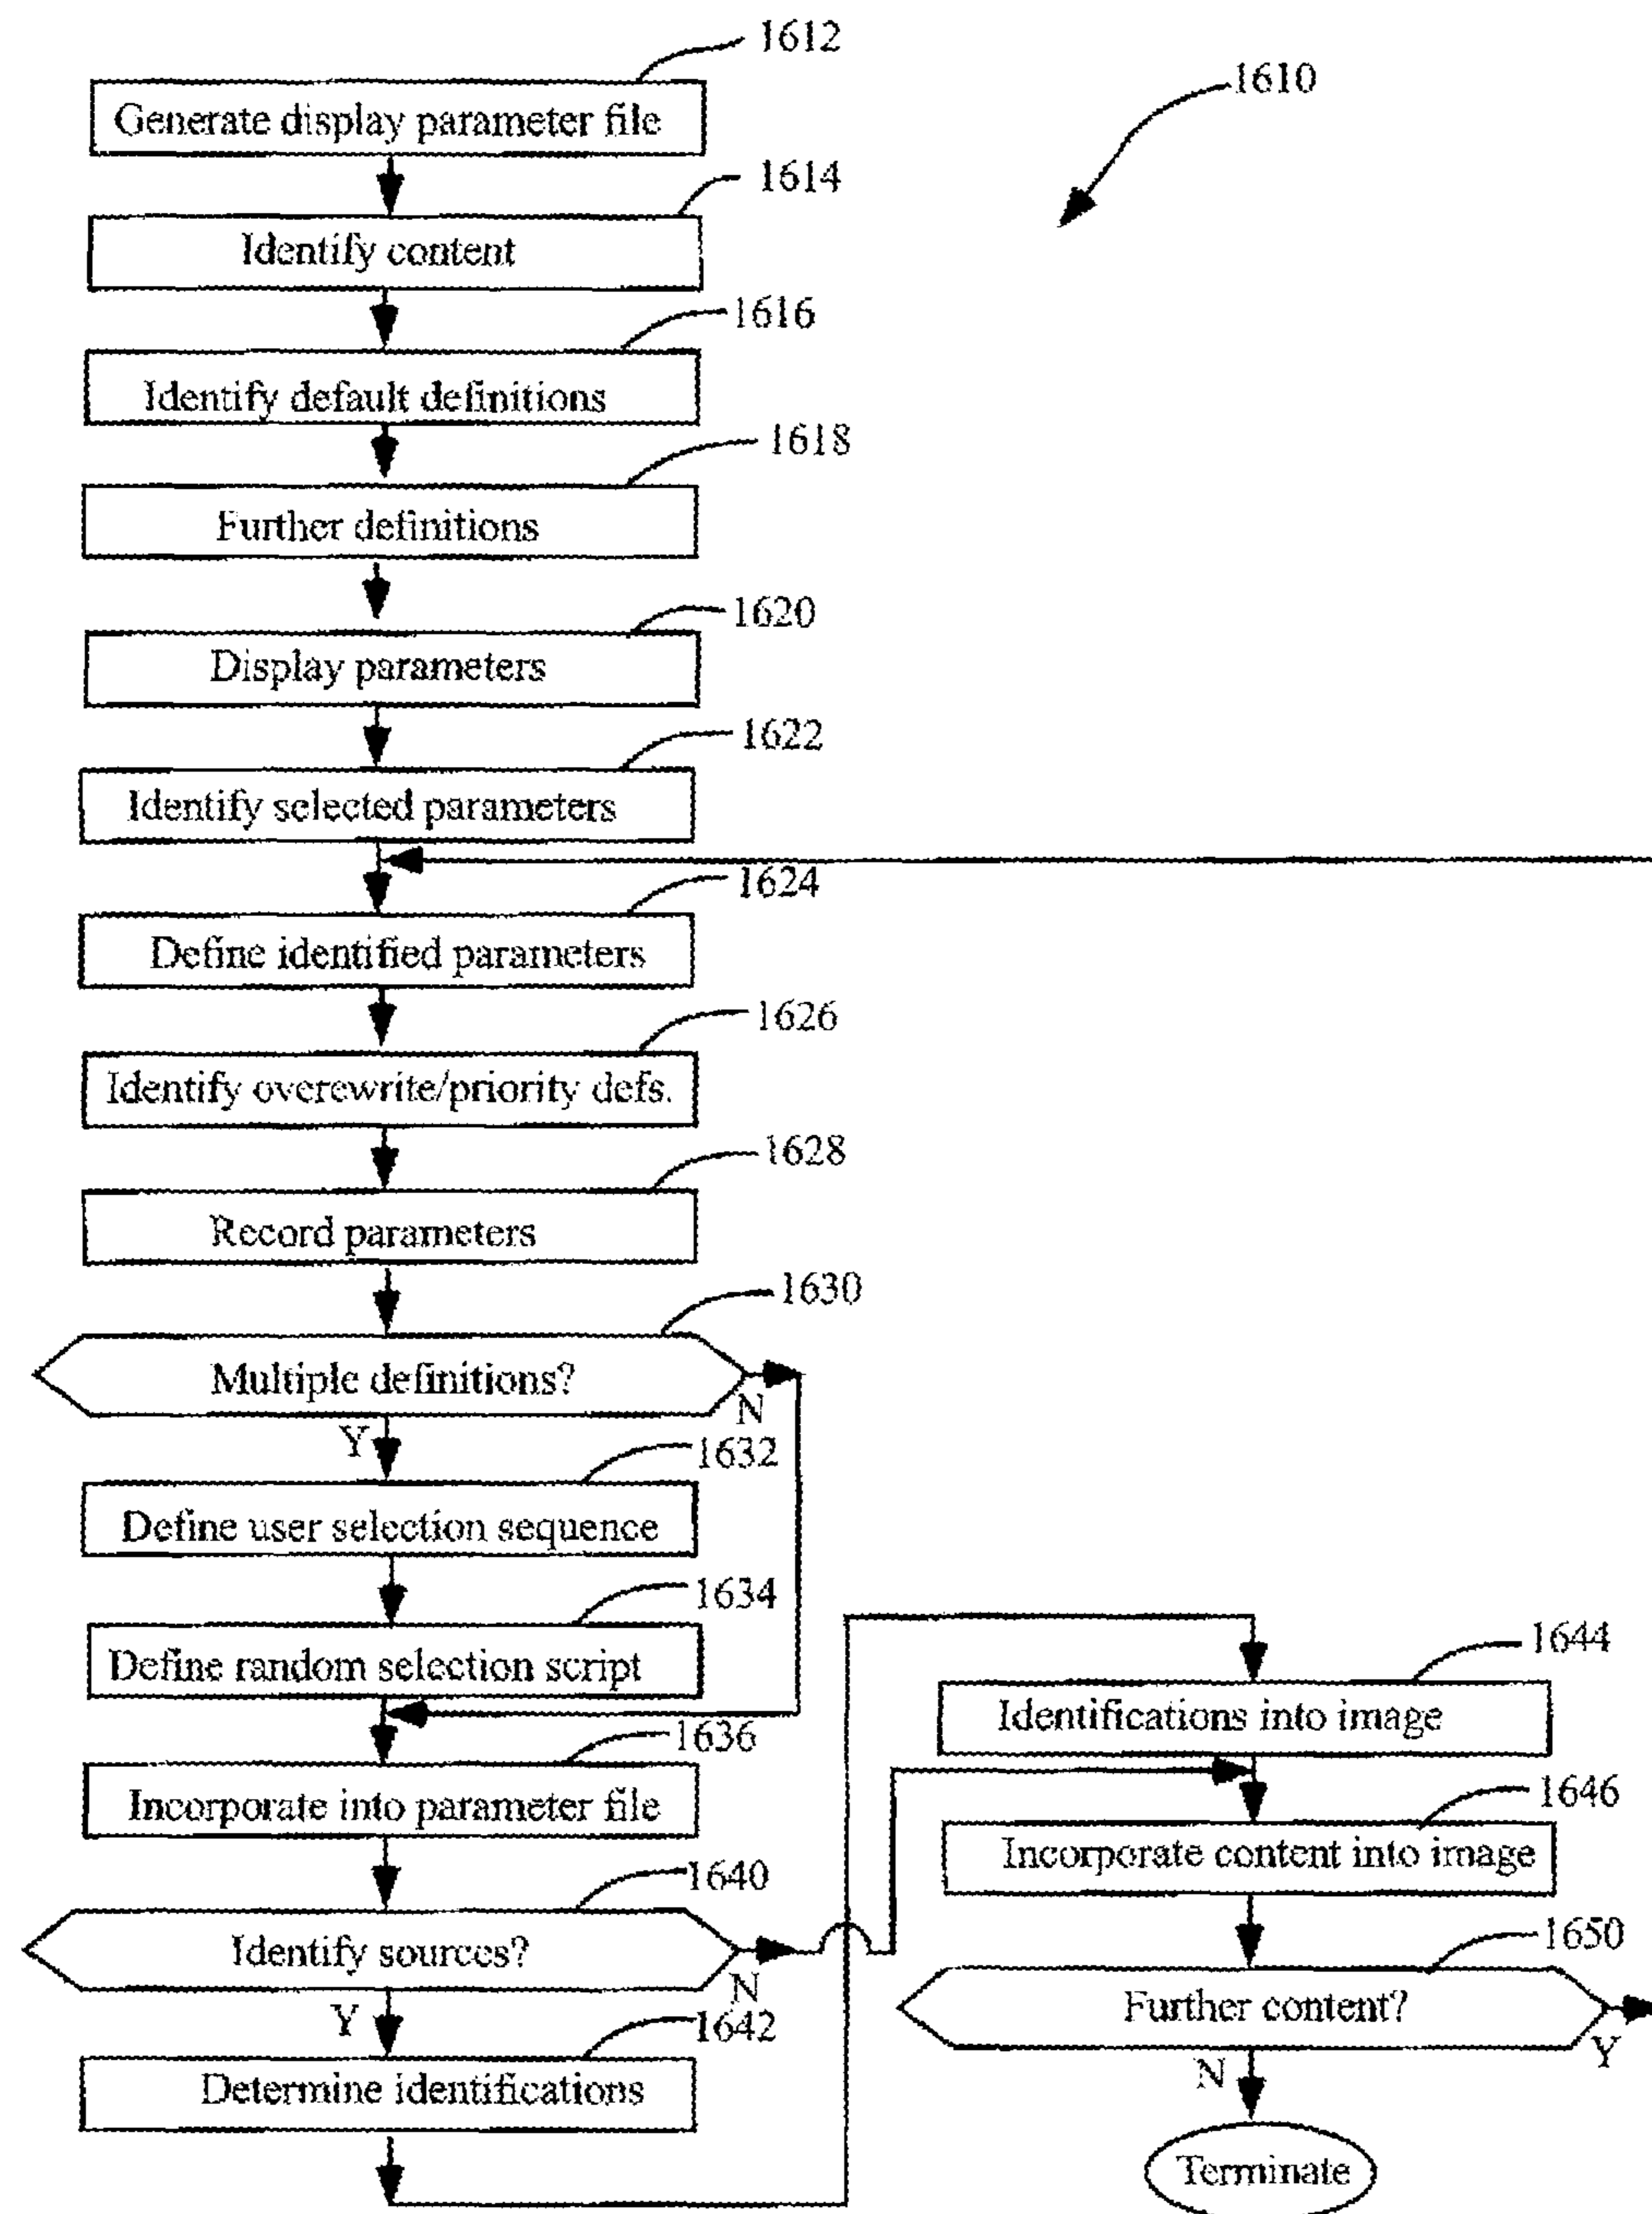 1612
1610
Generate display parameter file
1614
Identify content
1616
Identify default definitions
1618
Further definitions
1620
Display parameters
1622
Identify selected parameters
1624
Define identified parameters
1626
Identify overewrite/priority defs.
1628
Record parameters
1630
Multiple definitions?
N
Y
1632
Define user selection sequence
1634
Define random selection script
1636
Incorporate into parameter file
1640
Identify sources?
N
Y
1642
Determine identifications
1644
Identifications into image
1646
Incorporate content into image
1650
Further content?
Y
N
Terminate